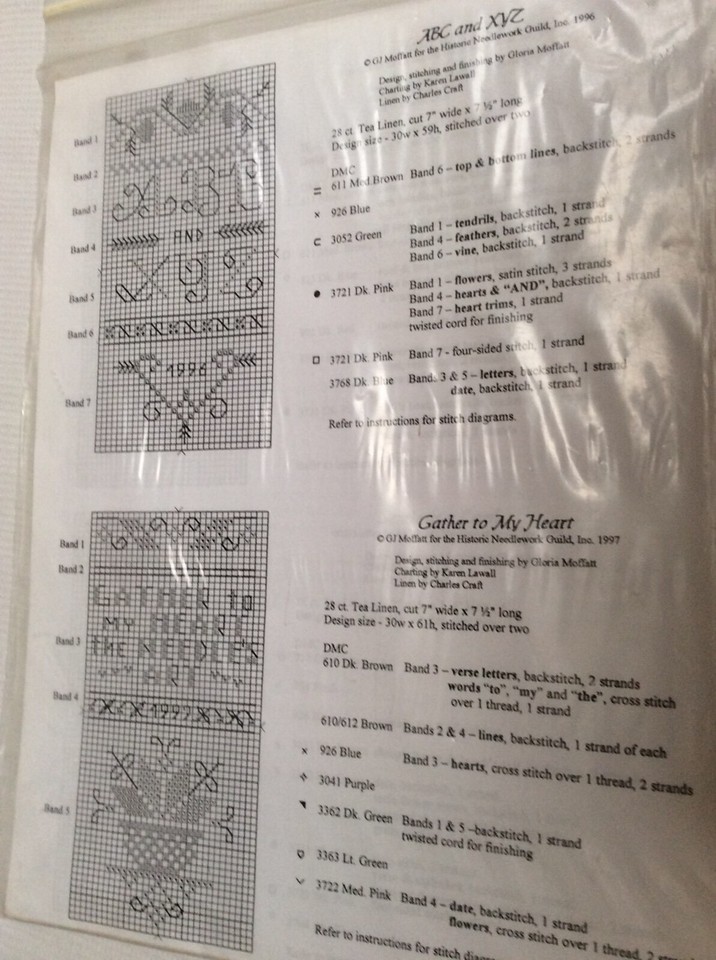 ABC and XYZ
© GJ Moffatt for the Historic Needlework Guild, Inc. 1996
Design, stitching and finishing by Gloria Moffatt
Charting by Karen Lawall
Linen by Charles Craft
28 ct. Tea Linen, cut 7" wide x 7 ½" long
Design size - 30w x 59h, stitched over two
DMC
611 Med Brown Band 6 – top & bottom lines, backstitch, 2 strands
926 Blue
3052 Green Band 1 – tendrils, backstitch, 1 strand
Band 4 – feathers, backstitch, 2 strands
Band 6 – vine, backstitch, 1 strand
3721 Dk. Pink Band 1 – flowers, satin stitch, 3 strands
Band 4 – hearts & "AND", backstitch, 1 strand
Band 7 – heart trims, 1 strand
twisted cord for finishing
3721 Dk. Pink Band 7 - four-sided stitch, 1 strand
3768 Dk. Blue Band. 3 & 5 – letters, backstitch, 1 strand
date, backstitch, 1 strand
Refer to instructions for stitch diagrams.
Band 1
Band 2
Band 3
Band 4
AND
Band 5
Band 6
1996
Band 7
Gather to My Heart
© GJ Moffatt for the Historic Needlework Guild, Inc. 1997
Design, stitching and finishing by Gloria Moffatt
Charting by Karen Lawall
Linen by Charles Craft
28 ct. Tea Linen, cut 7" wide x 7 ½" long
Design size - 30w x 61h, stitched over two
DMC
610 Dk. Brown Band 3 – verse letters, backstitch, 2 strands
words "to", "my" and "the", cross stitch
over 1 thread, 1 strand
610/612 Brown Bands 2 & 4 – lines, backstitch, 1 strand of each
926 Blue Band 3 – hearts, cross stitch over 1 thread, 2 strands
3041 Purple
3362 Dk. Green Bands 1 & 5 –backstitch, 1 strand
twisted cord for finishing
3363 Lt. Green
3722 Med. Pink Band 4 – date, backstitch, 1 strand
flowers, cross stitch over 1 thread, 2
Refer to instructions for stitch
Band 1
Band 2
GATHER to
my HEART
Band 3
the NEEDLE'S
ART
Band 4
1997
Band 5